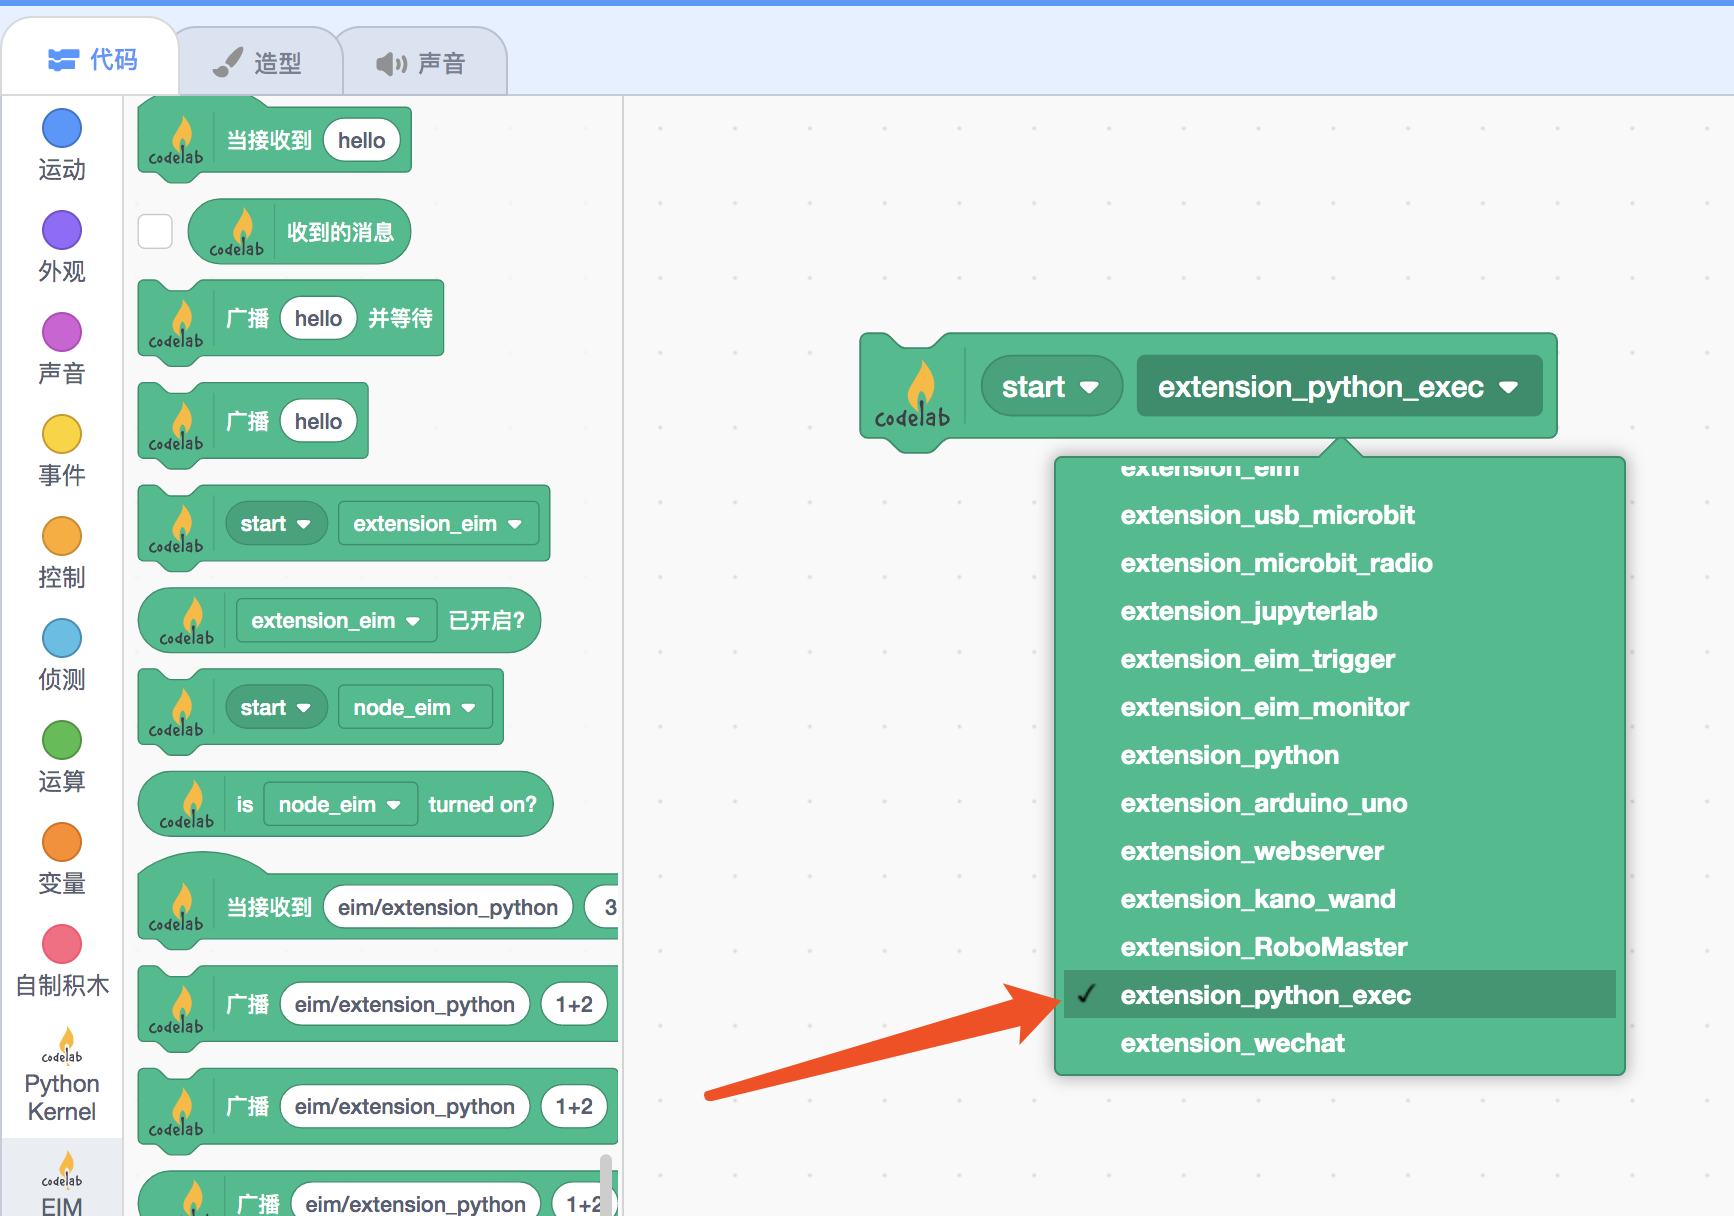 代码
造型
声音
运动
外观
声音
事件
控制
侦测
运算
变量
自制积木
codelab
Python
Kernel
codelab
EIM
codelab 当接收到 hello
codelab 收到的消息
codelab 广播 hello 并等待
codelab 广播 hello
codelab start extension_eim
codelab extension_eim 已开启?
codelab start node_eim
codelab is node_eim turned on?
codelab 当接收到 eim/extension_python 3
codelab 广播 eim/extension_python 1+2
codelab 广播 eim/extension_python 1+2
广播 eim/extension_python 1+2
codelab start extension_python_exec
extension_eim
extension_usb_microbit
extension_microbit_radio
extension_jupyterlab
extension_eim_trigger
extension_eim_monitor
extension_python
extension_arduino_uno
extension_webserver
extension_kano_wand
extension_RoboMaster
✓ extension_python_exec
extension_wechat